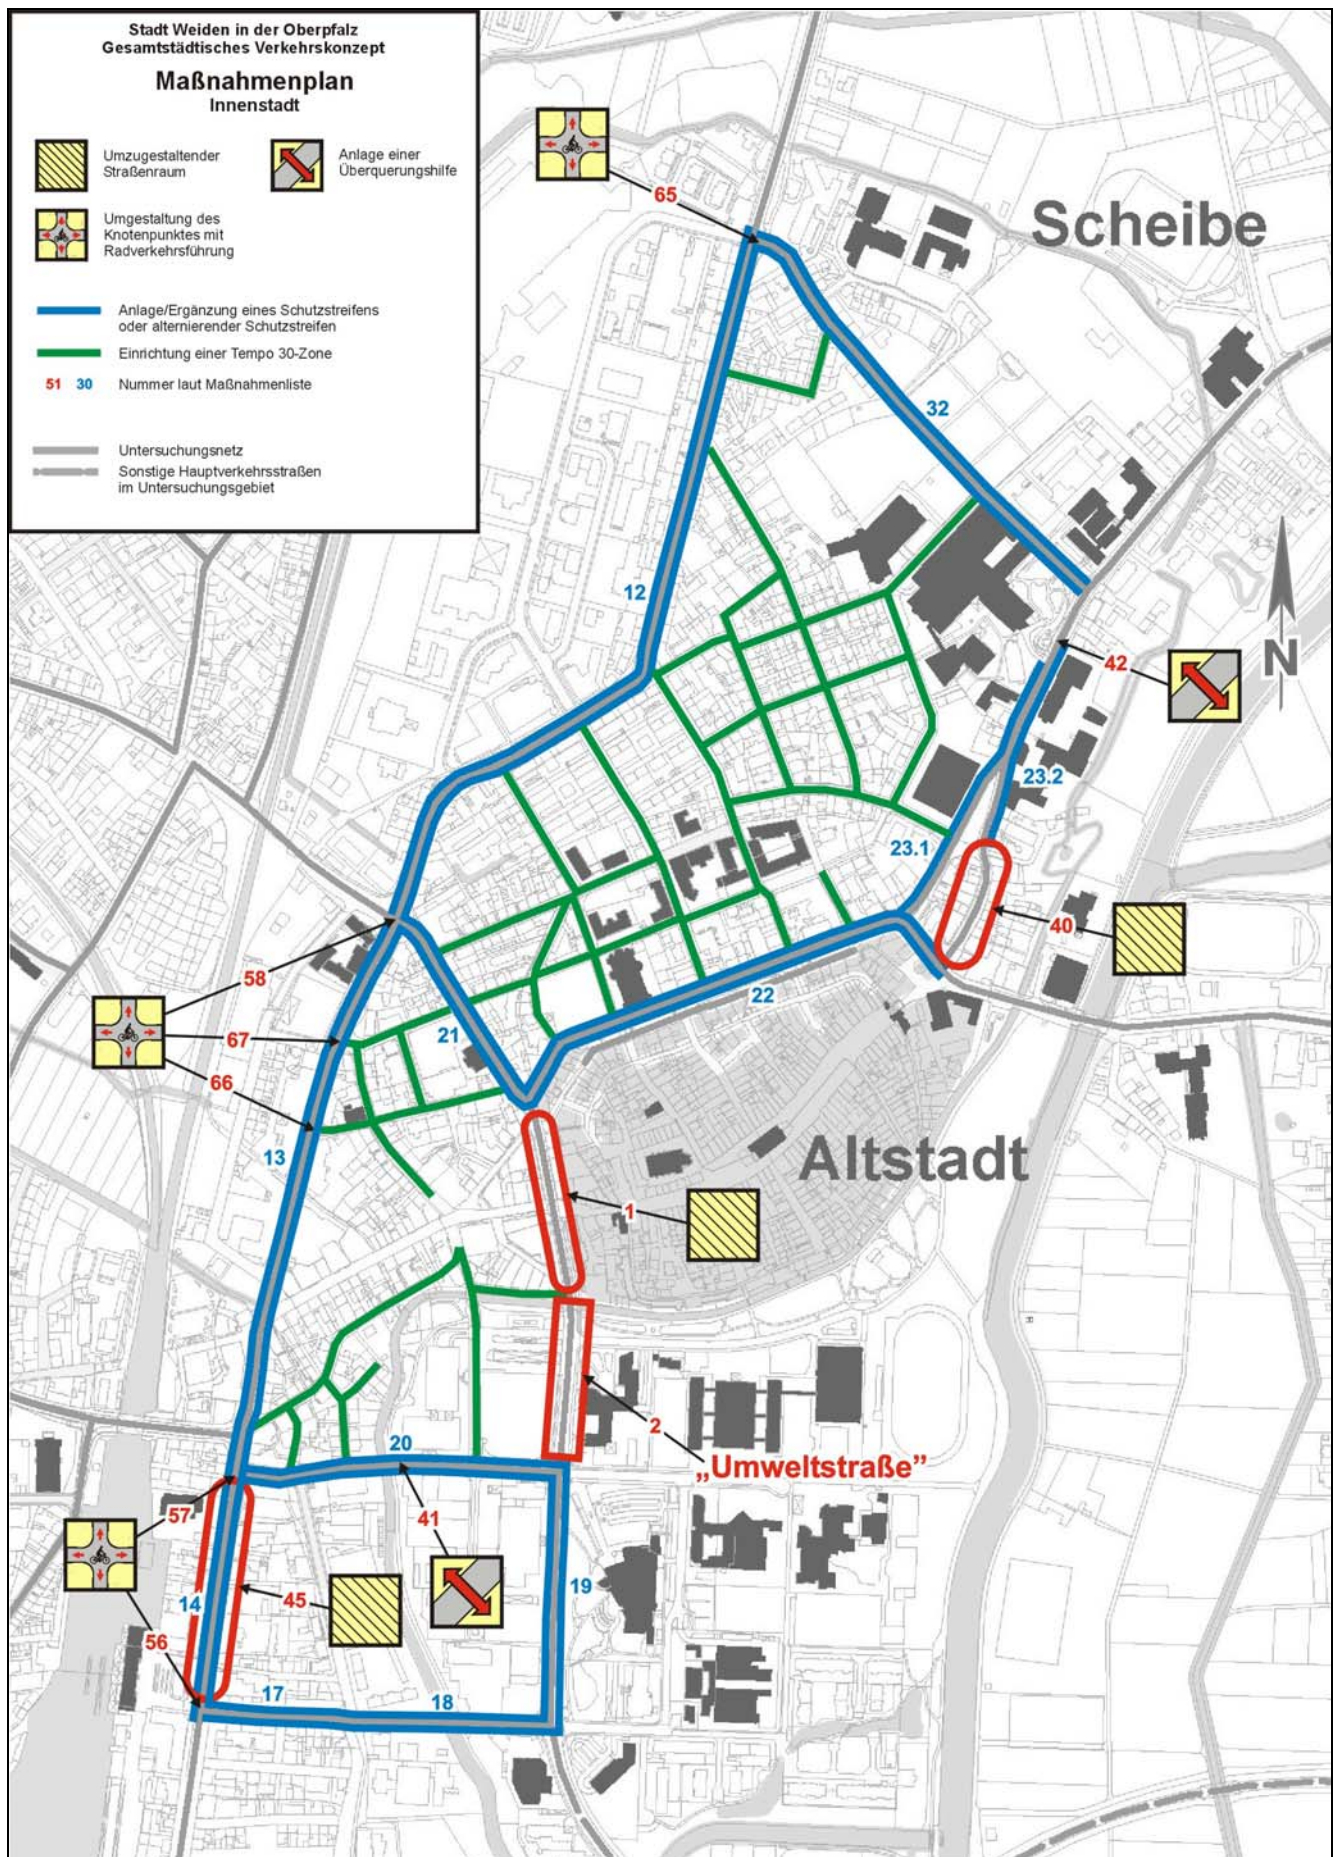 Stadt Weiden in der Oberpfalz
Gesamtstädtisches Verkehrskonzept
Maßnahmenplan
Innenstadt
Umzugestaltender
Straßenraum
Anlage einer
Überquerungshilfe
Umgestaltung des
Knotenpunktes mit
Radverkehrsführung
Anlage/Ergänzung eines Schutzstreifens
oder alternierender Schutzstreifen
Einrichtung einer Tempo 30-Zone
51 30 Nummer laut Maßnahmenliste
Untersuchungsnetz
Sonstige Hauptverkehrsstraßen
im Untersuchungsgebiet
65
Scheibe
32
12
42
N
23.2
23.1
40
58
22
67
21
66
13
Altstadt
1
2
„Umweltstraße”
20
57
41
45
14
19
56
17
18